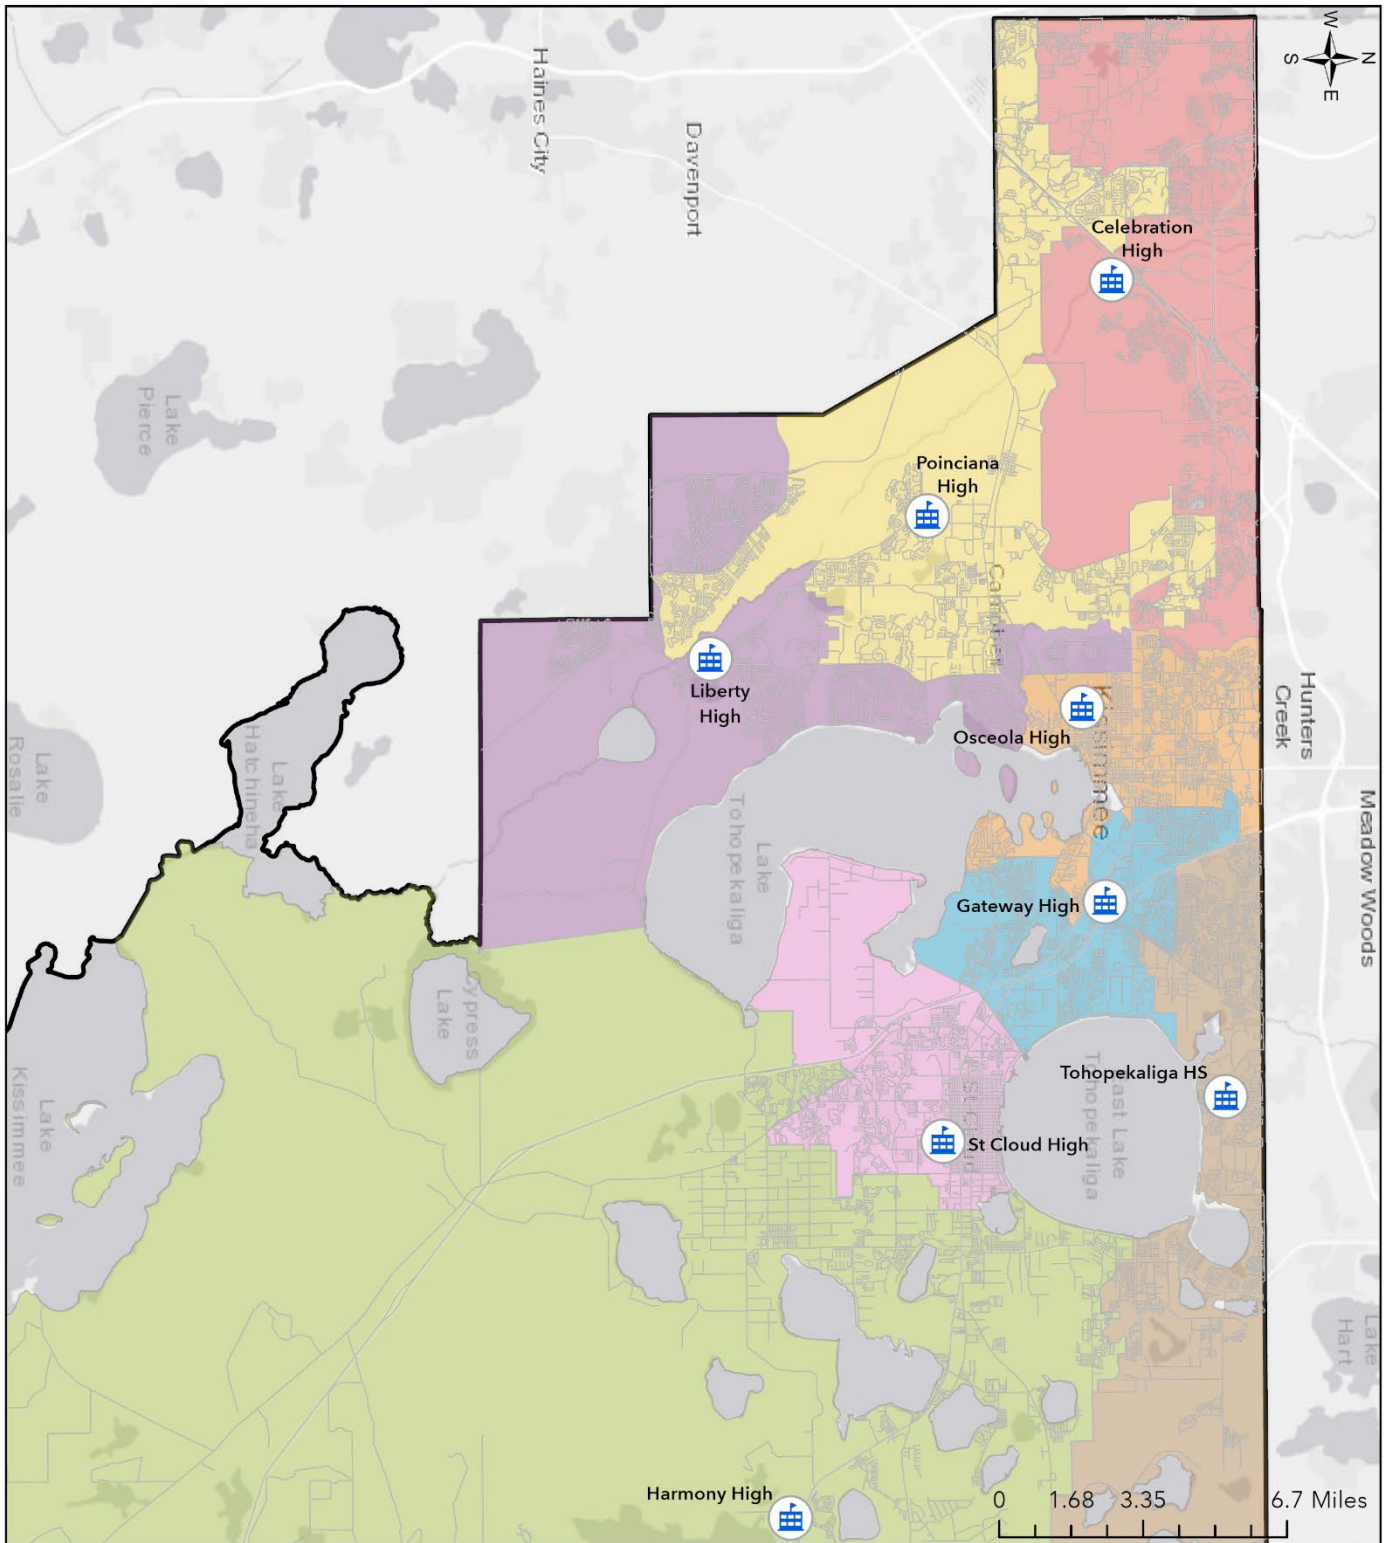 W
N
S
E
Haines City
Davenport
Celebration
High
Lake
Pierce
Poinciana
High
Liberty
High
Osceola High
Kissimmee
Hunters
Creek
Meadow Woods
Lake
Rosalie
Lake
Hatchineha
Lake
Tohopekaliga
Gateway High
Lake
Tohopekaliga HS
East Lake
Tohopekaliga
St Cloud High
Lake
Kissimmee
Lake
Hart
Harmony High
0 1.68 3.35 6.7 Miles